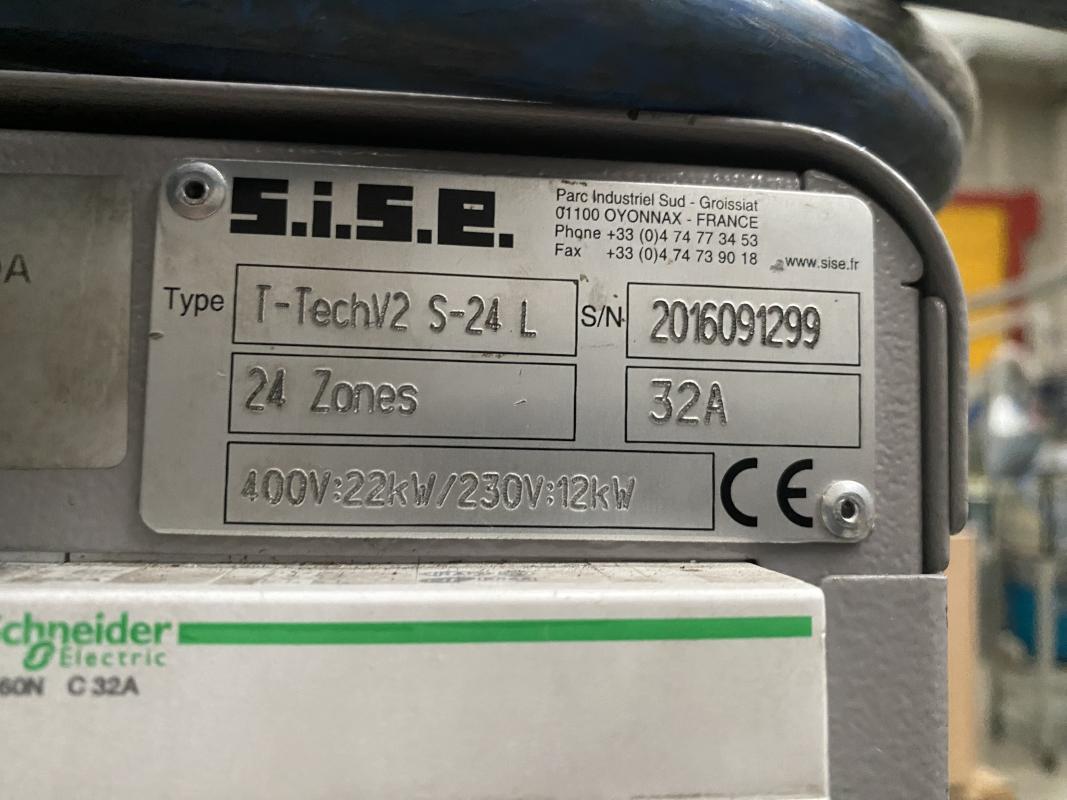 s.i.s.e.
Parc Industriel Sud - Groissiat
01100 OYONNAX - FRANCE
Phone +33 (0)4 74 77 34 53
Fax +33 (0)4 74 73 90 18
www.sise.fr
Type T-TechV2 S-24 L S/N 2016091299
24 Zones 32A
400V:22kW/230V:12kW CE
A
Schneider
Electric
60N C 32A